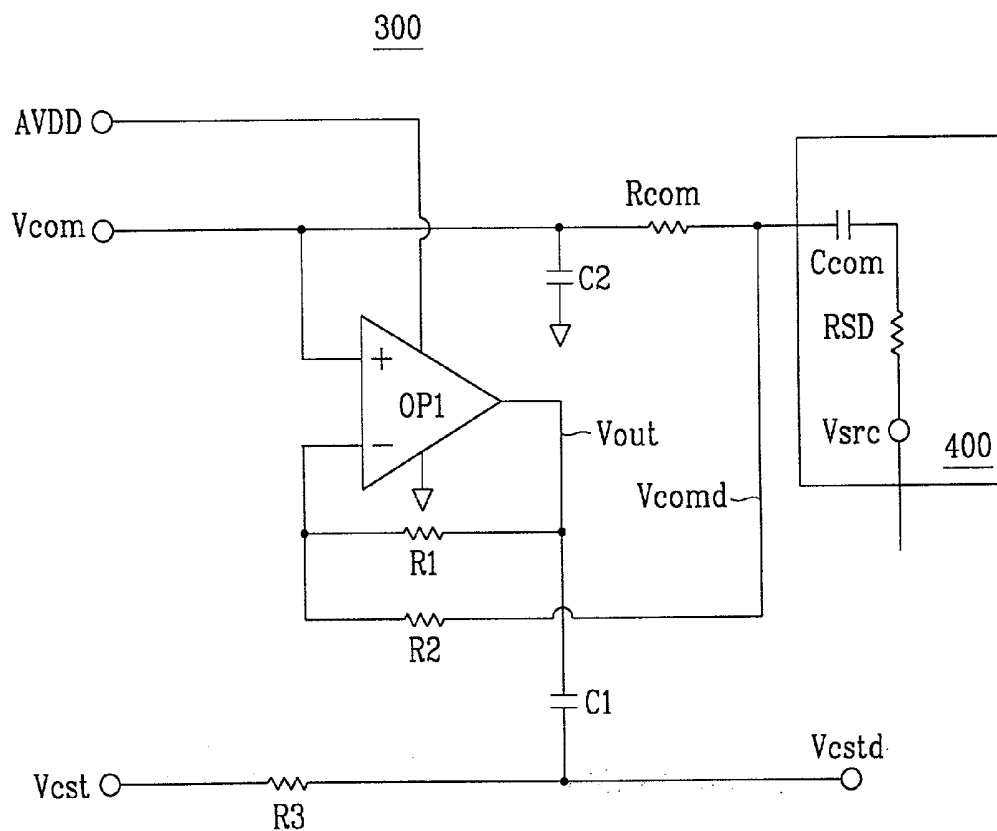 300
AVDD
Vcom
Rcom
C2
Ccom
RSD
+
OP1
−
Vout
Vsrc
400
Vcomd
R1
R2
C1
Vcst
Vcstd
R3